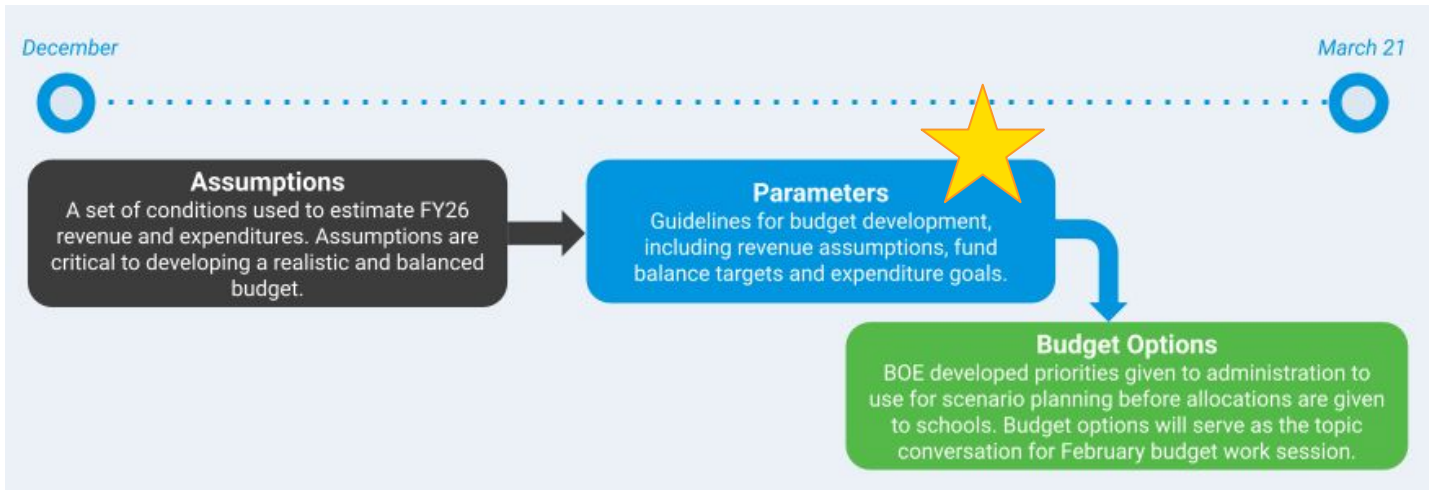 December
March 21
Assumptions
A set of conditions used to estimate FY26
revenue and expenditures. Assumptions are
critical to developing a realistic and balanced
budget.
Parameters
Guidelines for budget development,
including revenue assumptions, fund
balance targets and expenditure goals.
Budget Options
BOE developed priorities given to administration to
use for scenario planning before allocations are given
to schools. Budget options will serve as the topic
conversation for February budget work session.